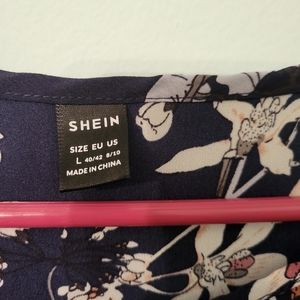 SHEIN
SIZE EU US
L 40/42 8/10
MADE IN CHINA